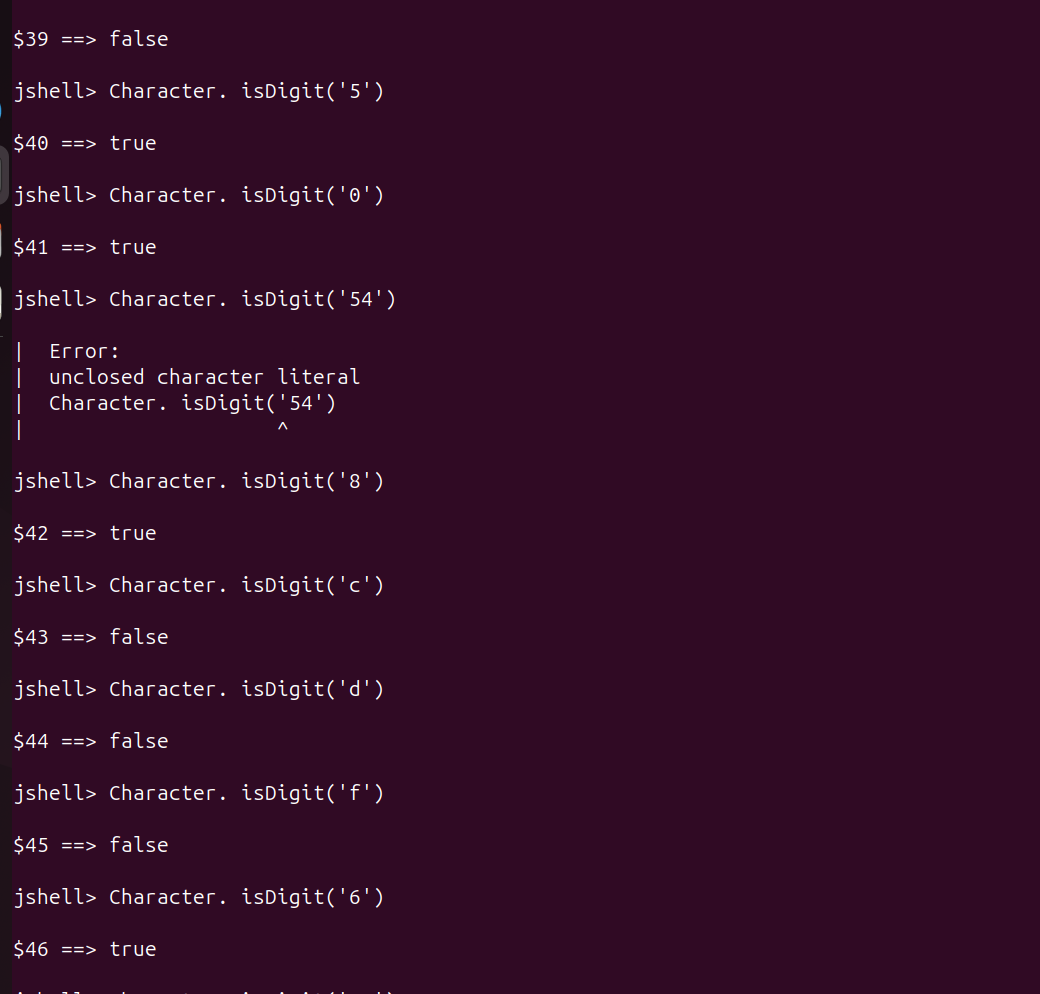 $39 ==> false
jshell> Character. isDigit('5')
$40 ==> true
jshell> Character. isDigit('0')
$41 ==> true
jshell> Character. isDigit('54')
|  Error:
|  unclosed character literal
|  Character. isDigit('54')
|                     ^
jshell> Character. isDigit('8')
$42 ==> true
jshell> Character. isDigit('c')
$43 ==> false
jshell> Character. isDigit('d')
$44 ==> false
jshell> Character. isDigit('f')
$45 ==> false
jshell> Character. isDigit('6')
$46 ==> true